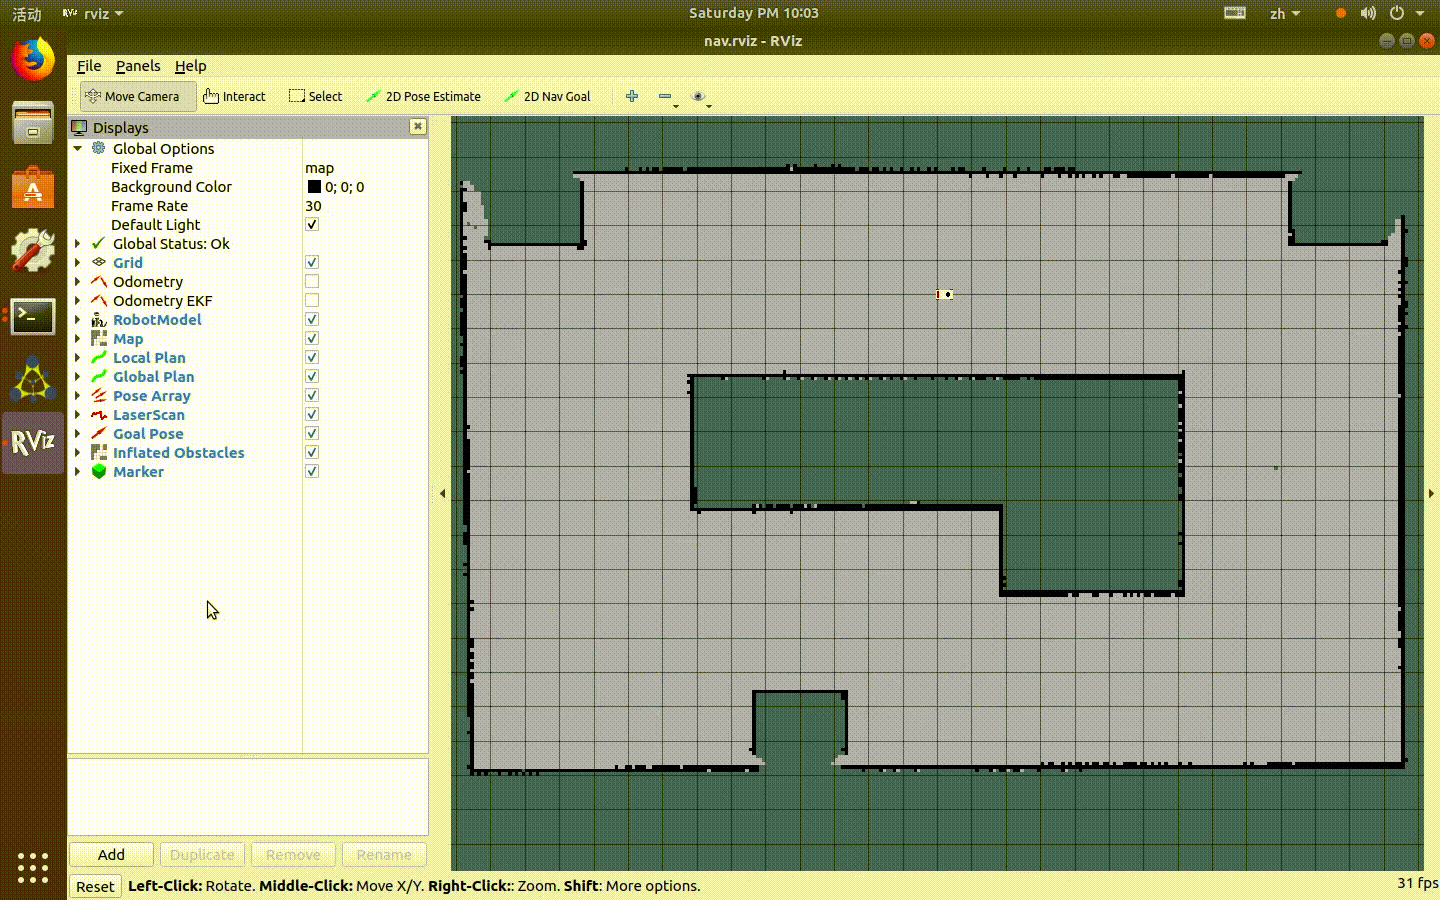 活动
RViz rviz
Saturday PM 10:03
zh
nav.rviz - RViz
File Panels Help
Move Camera Interact Select 2D Pose Estimate 2D Nav Goal
Displays
Global Options
Fixed Frame map
Background Color 0; 0; 0
Frame Rate 30
Default Light
Global Status: Ok
Grid
Odometry
Odometry EKF
RobotModel
Map
Local Plan
Global Plan
Pose Array
LaserScan
Goal Pose
Inflated Obstacles
Marker
RViz
Add Duplicate Remove Rename
Reset Left-Click: Rotate. Middle-Click: Move X/Y. Right-Click:: Zoom. Shift: More options.
31 fps